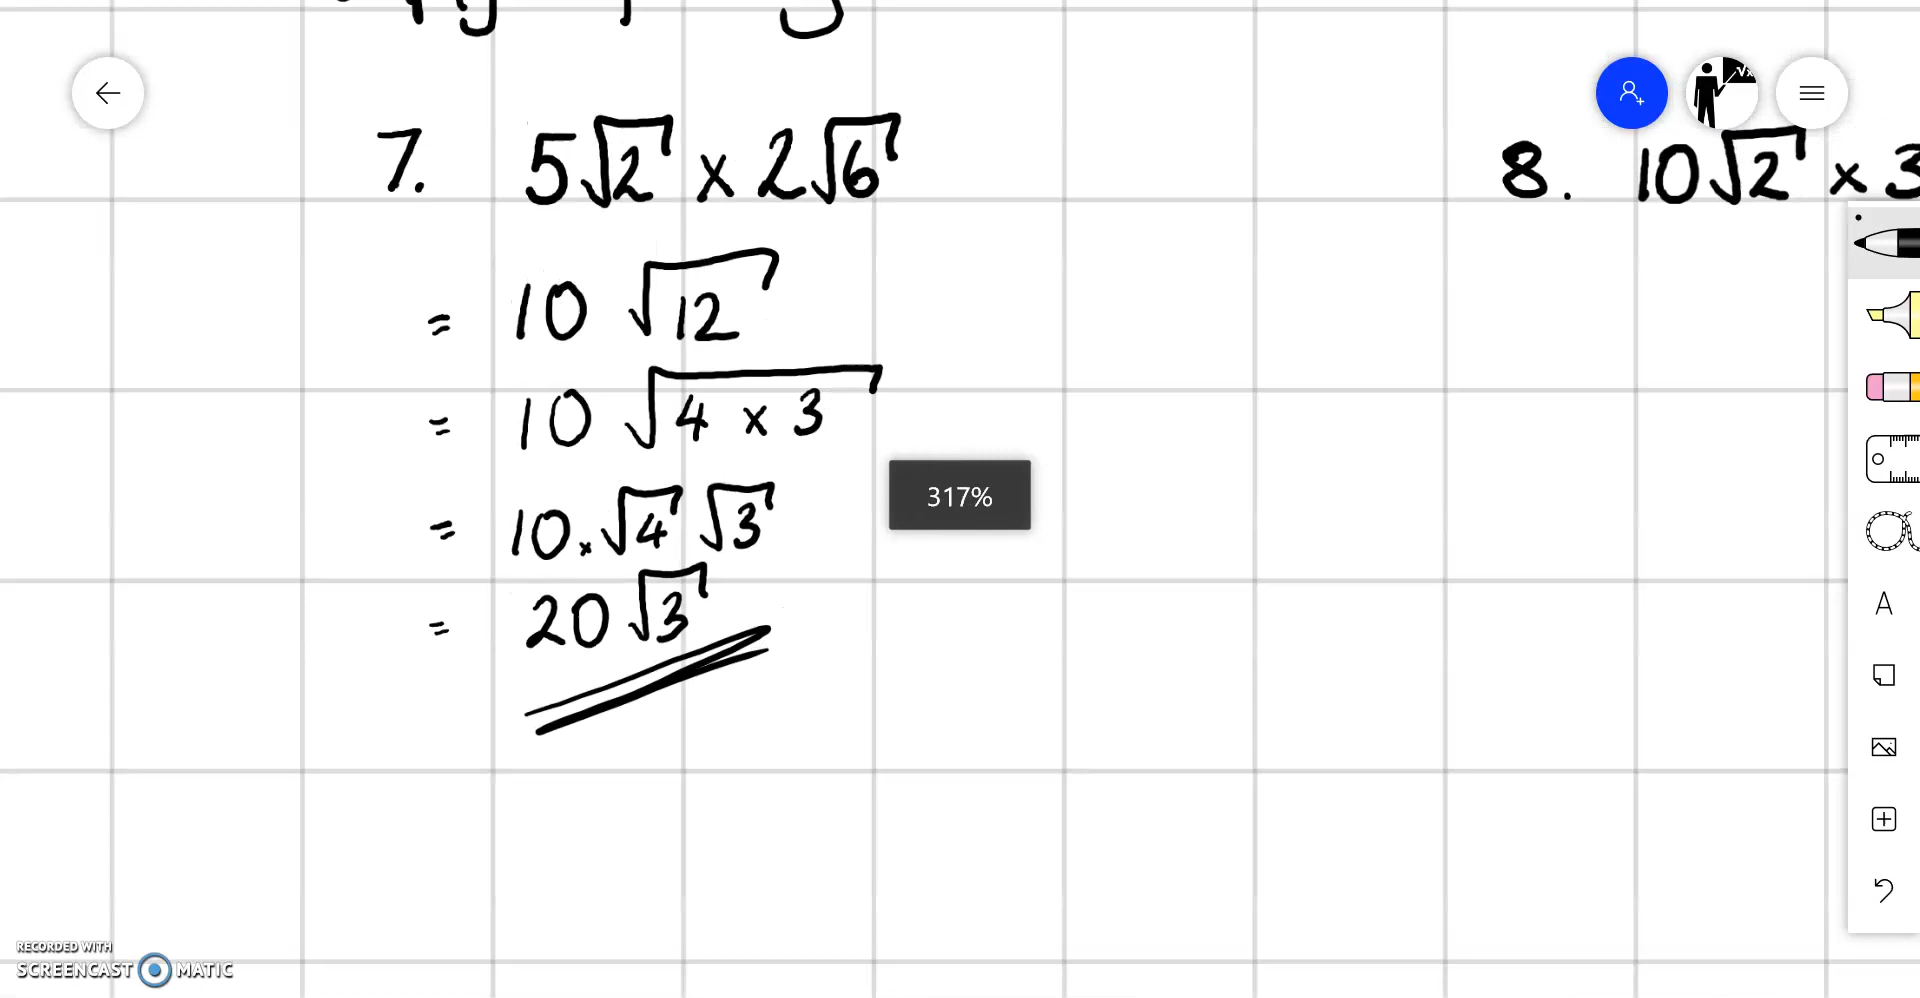 7. 5√2 x 2√6
8. 10√2 x 3
= 10 √12
= 10 √4 x 3
317%
= 10 x √4 √3
= 20 √3
A
RECORDED WITH
SCREENCAST MATIC